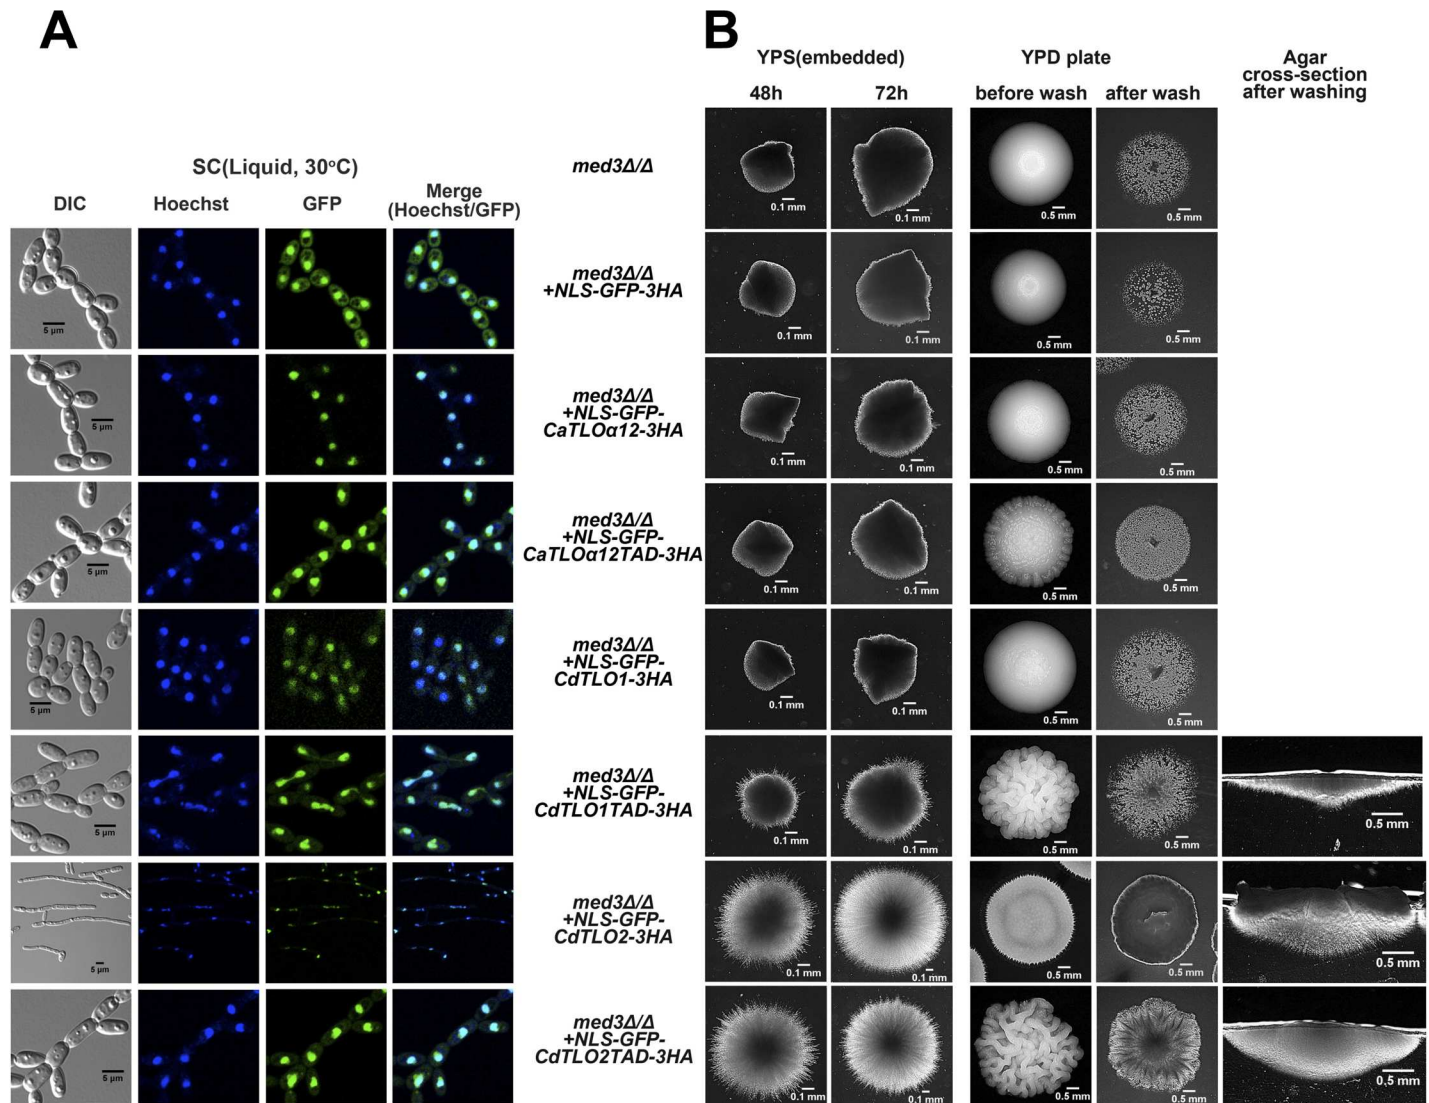 A
SC(Liquid, 30°C)
DIC
Hoechst
GFP
Merge
(Hoechst/GFP)
5 µm
5 µm
5 µm
5 µm
5 µm
5 µm
5 µm
med3Δ/Δ
med3Δ/Δ
+NLS-GFP-3HA
med3Δ/Δ
+NLS-GFP-
CaTLOα12-3HA
med3Δ/Δ
+NLS-GFP-
CaTLOα12TAD-3HA
med3Δ/Δ
+NLS-GFP-
CdTLO1-3HA
med3Δ/Δ
+NLS-GFP-
CdTLO1TAD-3HA
med3Δ/Δ
+NLS-GFP-
CdTLO2-3HA
med3Δ/Δ
+NLS-GFP-
CdTLO2TAD-3HA
B
YPS(embedded)
YPD plate
Agar
cross-section
after washing
48h
72h
before wash
after wash
0.1 mm
0.1 mm
0.5 mm
0.5 mm
0.1 mm
0.1 mm
0.5 mm
0.5 mm
0.1 mm
0.1 mm
0.5 mm
0.5 mm
0.1 mm
0.1 mm
0.5 mm
0.5 mm
0.1 mm
0.1 mm
0.5 mm
0.5 mm
0.1 mm
0.1 mm
0.5 mm
0.5 mm
0.5 mm
0.1 mm
0.1 mm
0.5 mm
0.5 mm
0.5 mm
0.1 mm
0.1 mm
0.5 mm
0.5 mm
0.5 mm